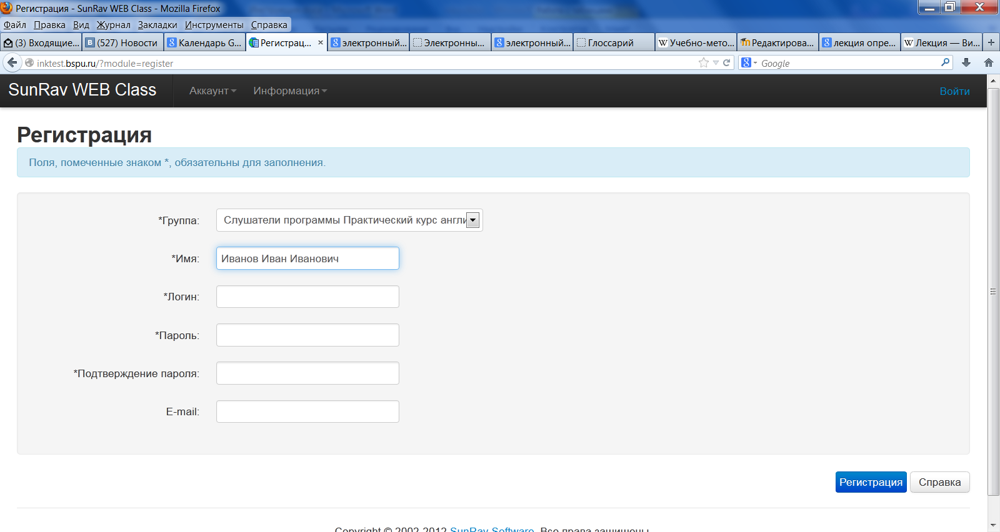 Регистрация - SunRav WEB Class - Mozilla Firefox
Файл Правка Вид Журнал Закладки Инструменты Справка
(3) Входящие... (527) Новости Календарь G... Регистрац... электронный... Электронны... электронный... Глоссарий Учебно-мето... Редактирова... лекция опре... Лекция — Ви...
inktest.bspu.ru/?module=register Google
SunRav WEB Class Аккаунт Информация Войти
Регистрация
Поля, помеченные знаком *, обязательны для заполнения.
*Группа: Слушатели программы Практический курс англи
*Имя: Иванов Иван Иванович
*Логин:
*Пароль:
*Подтверждение пароля:
E-mail:
Регистрация Справка
Copyright © 2002-2012 SunRav Software. Все права защищены